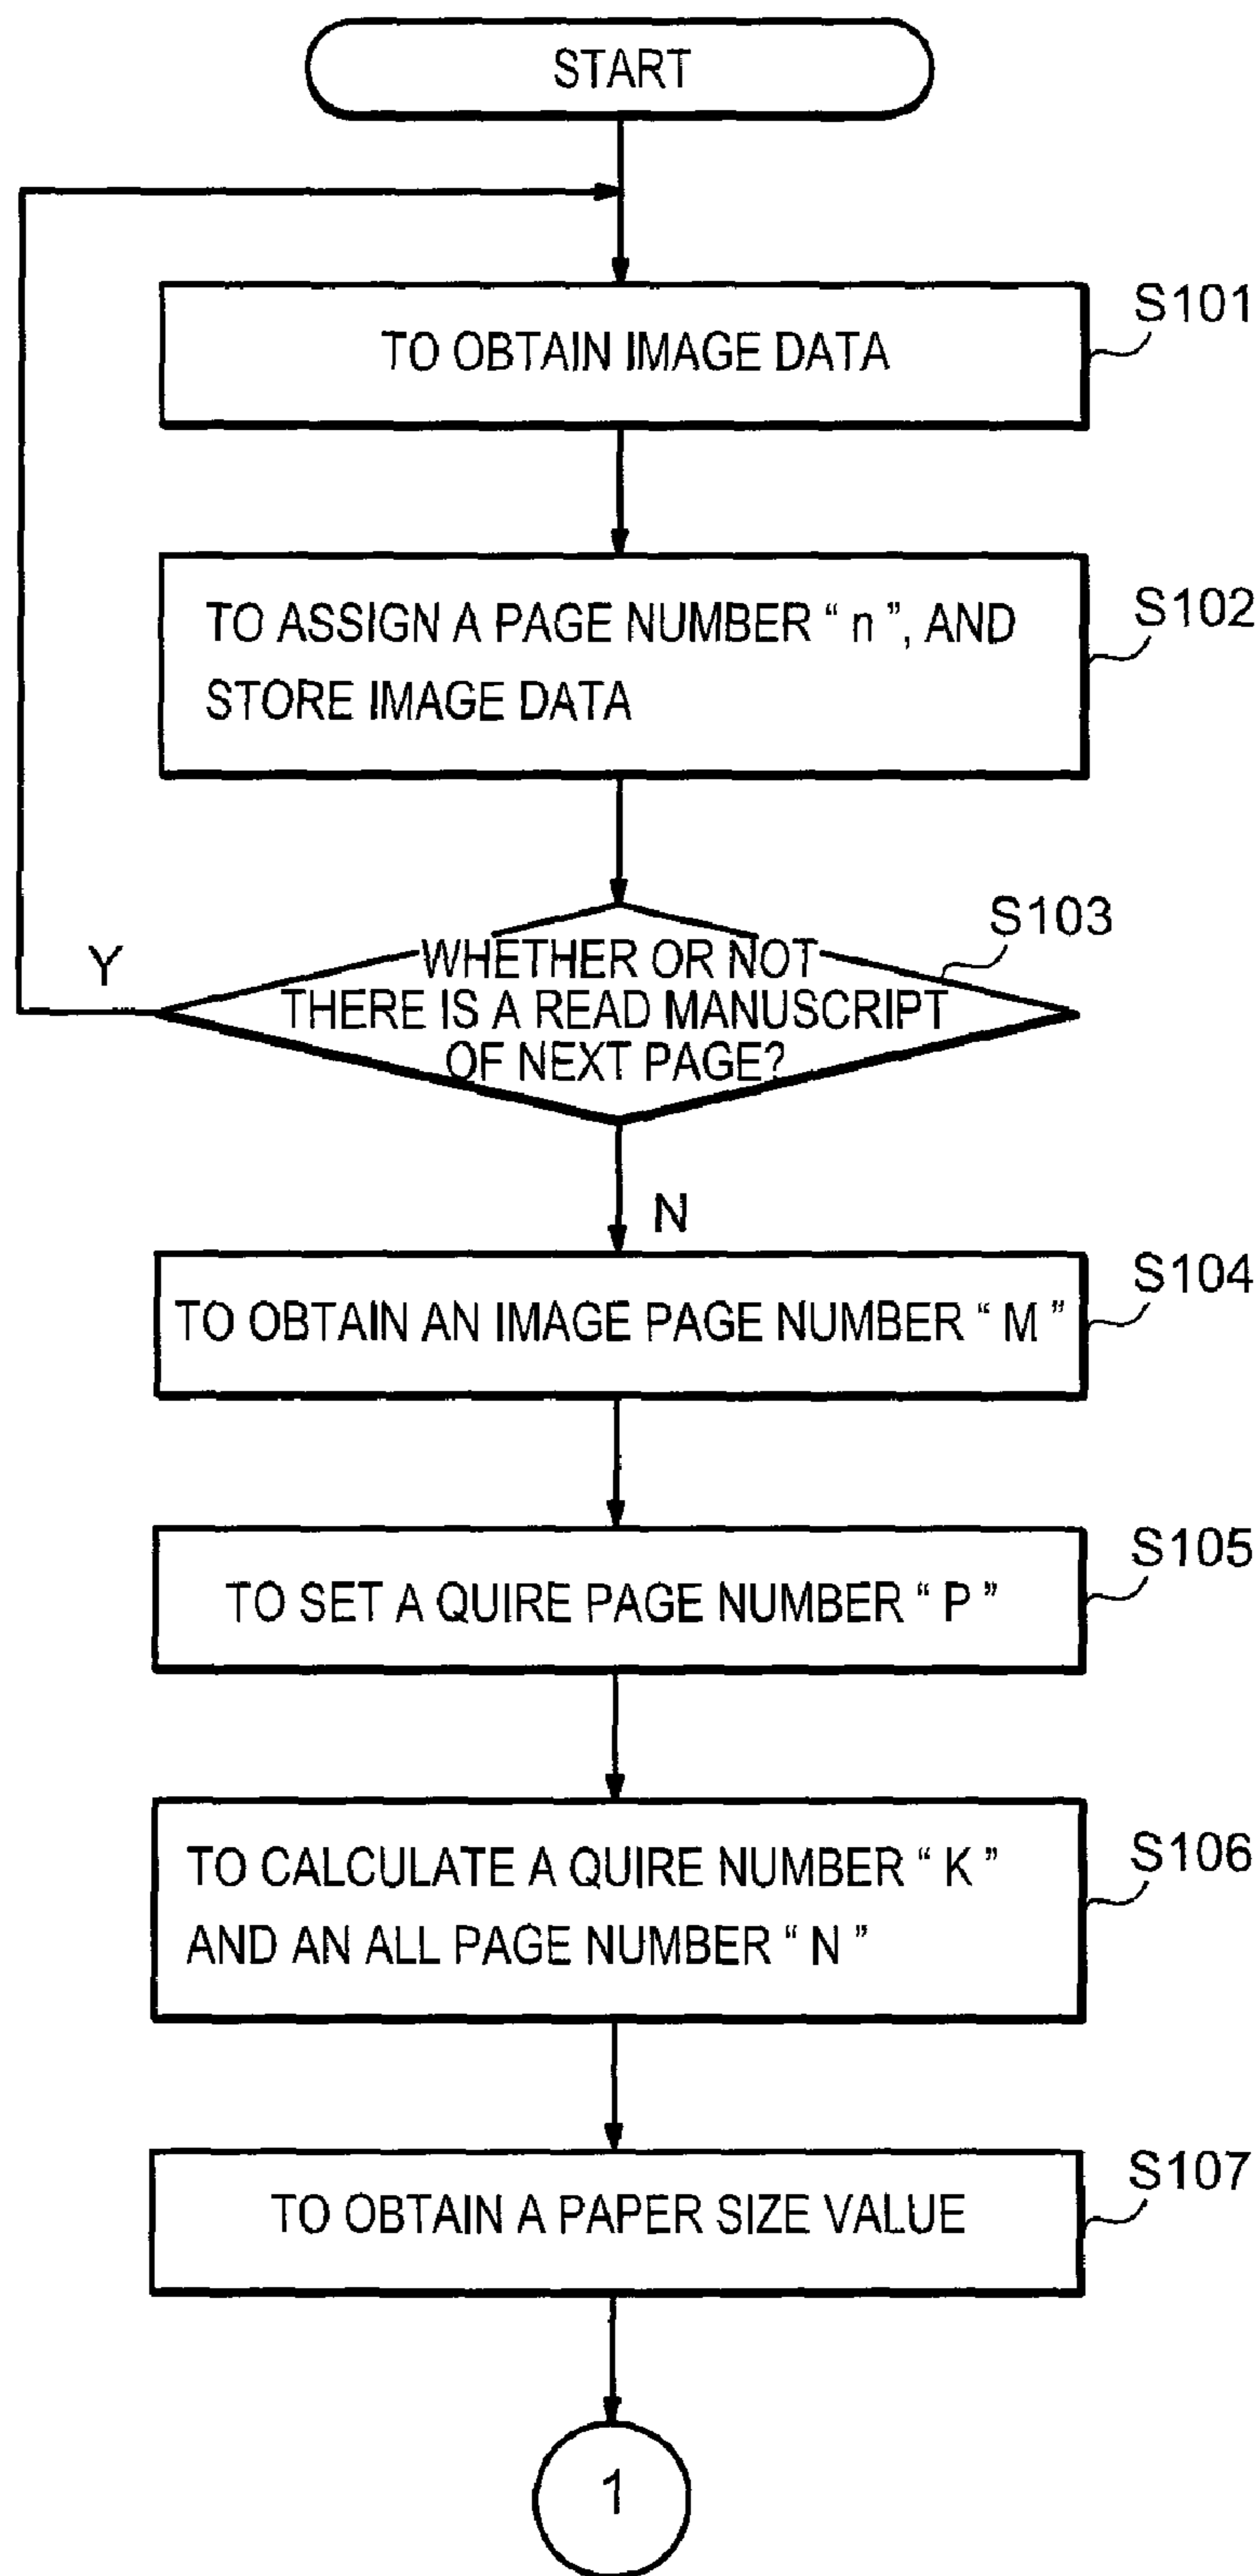 START
S101
TO OBTAIN IMAGE DATA
S102
TO ASSIGN A PAGE NUMBER “ n ”, AND
STORE IMAGE DATA
S103
Y
WHETHER OR NOT
THERE IS A READ MANUSCRIPT
OF NEXT PAGE?
N
S104
TO OBTAIN AN IMAGE PAGE NUMBER “ M ”
S105
TO SET A QUIRE PAGE NUMBER “ P ”
S106
TO CALCULATE A QUIRE NUMBER “ K ”
AND AN ALL PAGE NUMBER “ N ”
S107
TO OBTAIN A PAPER SIZE VALUE
1